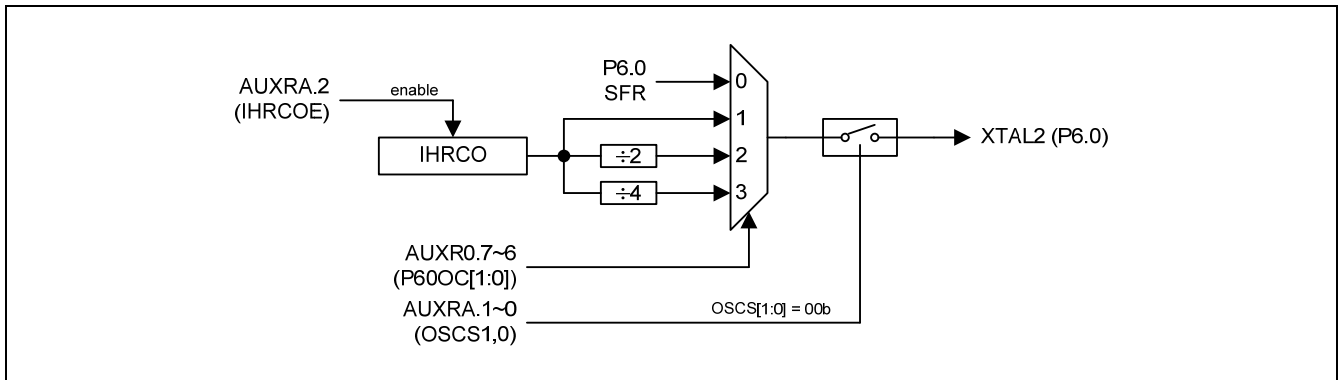 P6.0
SFR
AUXRA.2
(IHRCOE)
enable
0
1
IHRCO
÷2
2
XTAL2 (P6.0)
÷4
3
AUXR0.7~6
(P60OC[1:0])
AUXRA.1~0
(OSCS1,0)
OSCS[1:0] = 00b